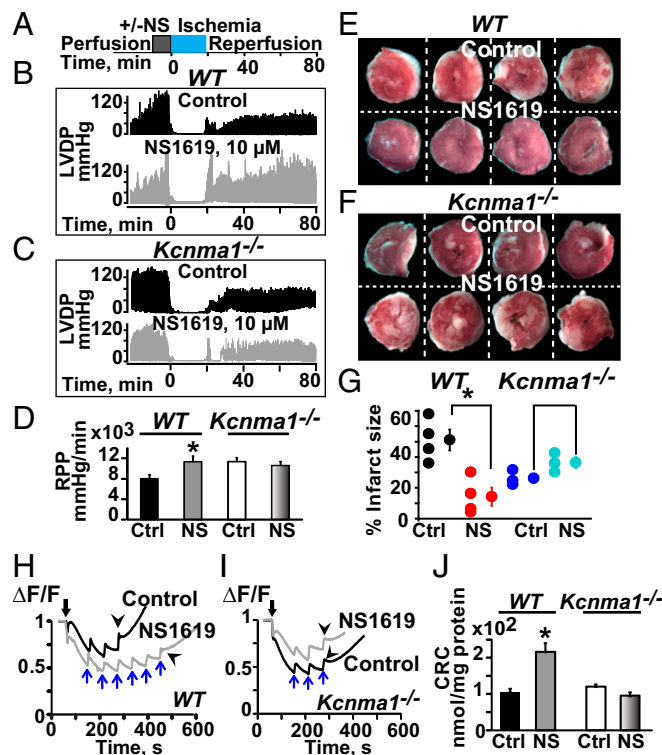 A
+/-NS Ischemia
Perfusion Reperfusion
Time, min 0 40 80
B
WT
120
0
120
0
LVDP
mmHg
Control
NS1619, 10 µM
Time, min 0 40 80
C
Kcnma1-/-
120
0
120
0
LVDP
mmHg
Control
NS1619, 10 µM
Time, min 0 40 80
D
WT Kcnma1-/-
x10³
RPP
mmHg/min
12
8
4
0
*
Ctrl NS Ctrl NS
E
WT
Control
NS1619
F
Kcnma1-/-
Control
NS1619
G
WT Kcnma1-/-
*
% Infarct size
60
40
20
0
Ctrl NS Ctrl NS
H
ΔF/F
Control
NS1619
1
0.5
0
WT
0 200 400 600
Time, s
I
ΔF/F
NS1619
Control
1
0.5
0
Kcnma1-/-
0 200 400 600
Time, s
J
WT Kcnma1-/-
CRC
nmol/mg protein
x10²
2
1
0
*
Ctrl NS Ctrl NS